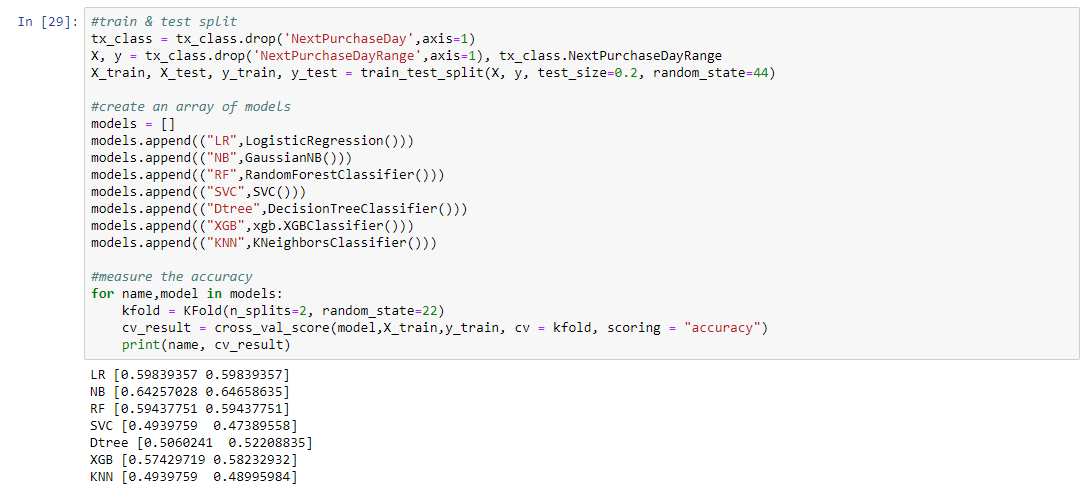 In [29]: #train & test split
tx_class = tx_class.drop('NextPurchaseDay',axis=1)
X, y = tx_class.drop('NextPurchaseDayRange',axis=1), tx_class.NextPurchaseDayRange
X_train, X_test, y_train, y_test = train_test_split(X, y, test_size=0.2, random_state=44)

#create an array of models
models = []
models.append(("LR",LogisticRegression()))
models.append(("NB",GaussianNB()))
models.append(("RF",RandomForestClassifier()))
models.append(("SVC",SVC()))
models.append(("Dtree",DecisionTreeClassifier()))
models.append(("XGB",xgb.XGBClassifier()))
models.append(("KNN",KNeighborsClassifier()))

#measure the accuracy
for name,model in models:
    kfold = KFold(n_splits=2, random_state=22)
    cv_result = cross_val_score(model,X_train,y_train, cv = kfold, scoring = "accuracy")
    print(name, cv_result)
LR [0.59839357 0.59839357]
NB [0.64257028 0.64658635]
RF [0.59437751 0.59437751]
SVC [0.4939759  0.47389558]
Dtree [0.5060241  0.52208835]
XGB [0.57429719 0.58232932]
KNN [0.4939759  0.48995984]